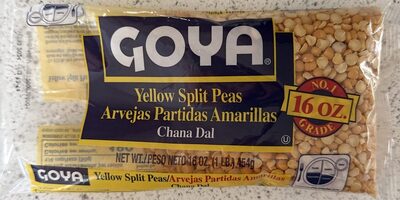 GOYA®
Yellow Split Peas
Arvejas Partidas Amarillas
Chana Dal
NO. 1
16 OZ.
GRADE
U
NET WT./PESO NETO 16 OZ. (1 LB.) 454g
GOYA Yellow Split Peas/Arvejas Partidas Amarillas
Chana Dal